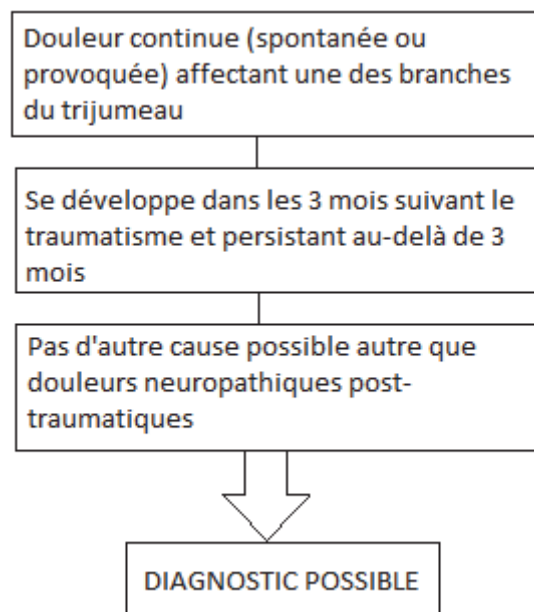 Douleur continue (spontanée ou
provoquée) affectant une des branches
du trijumeau
Se développe dans les 3 mois suivant le
traumatisme et persistant au-delà de 3
mois
Pas d'autre cause possible autre que
douleurs neuropathiques post-
traumatiques
DIAGNOSTIC POSSIBLE